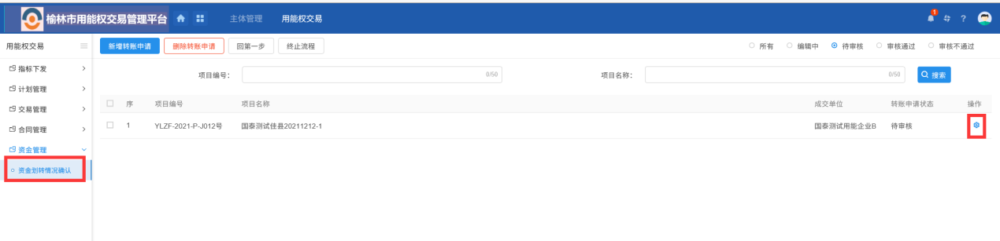 榆林市用能权交易管理平台 主体管理 用能权交易 1 ?
用能权交易 新增转账申请 删除转账申请 回第一步 终止流程 所有 编辑中 待审核 审核通过 审核不通过
指标下发
计划管理
交易管理
合同管理
资金管理
资金划转情况确认
项目编号: 0/50 项目名称: 0/50 搜索
序 项目编号 项目名称 成交单位 转账申请状态 操作
1 YLZF-2021-P-J012号 国泰测试佳县20211212-1 国泰测试用能企业B 待审核